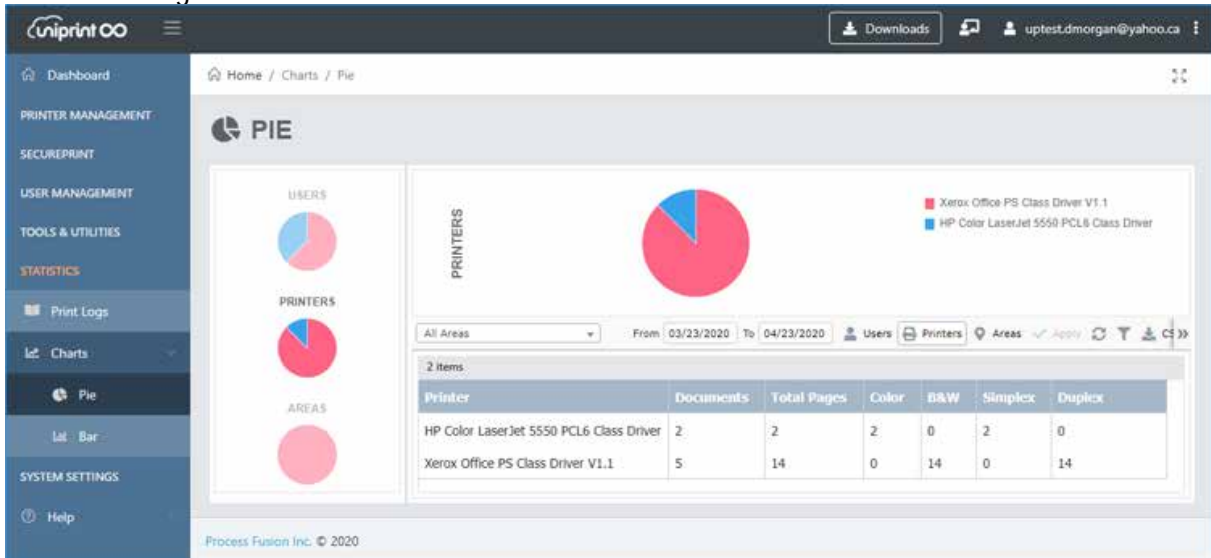 uniprint
Downloads
uptest.dmorgan@yahoo.ca
Dashboard
Home / Charts / Pie
PRINTER MANAGEMENT
PIE
SECUREPRINT
USER MANAGEMENT
TOOLS & UTILITIES
STATISTICS
Print Logs
Charts
Pie
Bar
SYSTEM SETTINGS
Help
USERS
PRINTERS
AREAS
PRINTERS
Xerox Office PS Class Driver V1.1
HP Color LaserJet 5550 PCL6 Class Driver
All Areas From 03/23/2020 To 04/23/2020 Users Printers Areas Apply
2 items
Printer Documents Total Pages Color B&W Simplex Duplex
HP Color LaserJet 5550 PCL6 Class Driver 2 2 2 0 2 0
Xerox Office PS Class Driver V1.1 5 14 0 14 0 14
Process Fusion Inc. © 2020